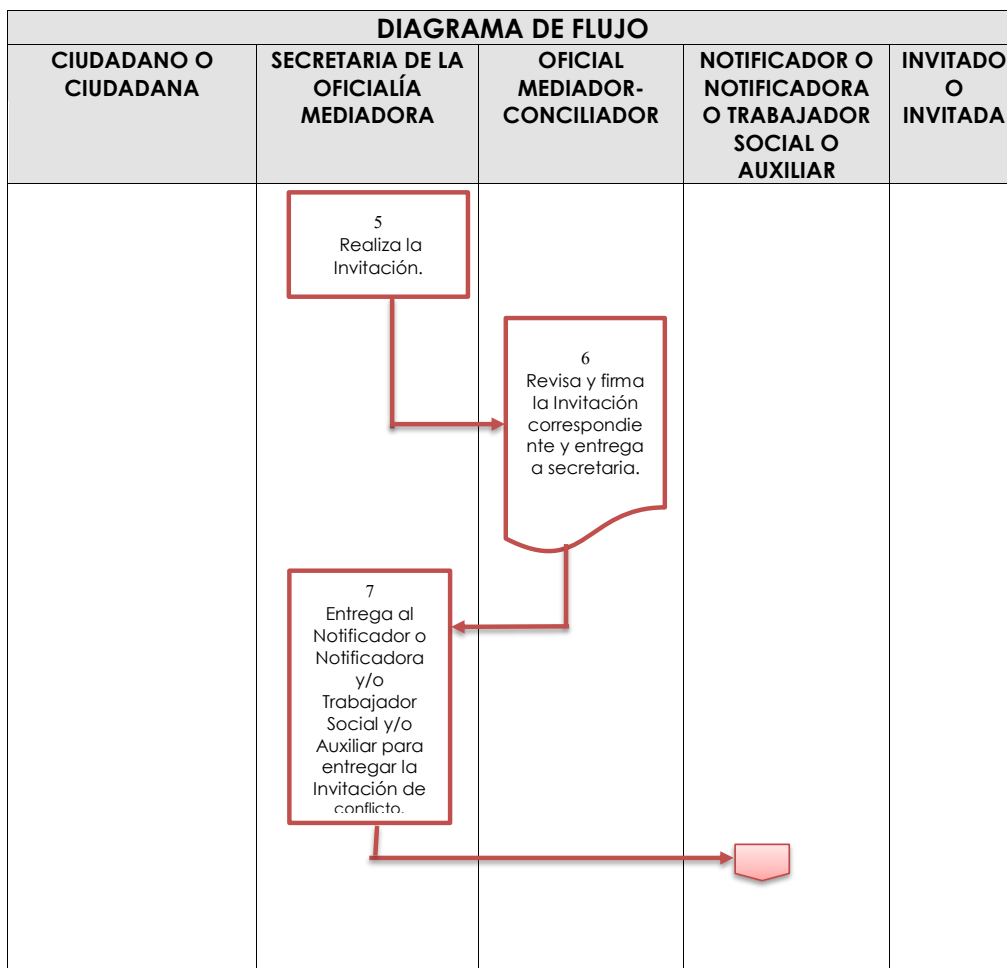 DIAGRAMA DE FLUJO
CIUDADANO O
CIUDADANA
SECRETARIA DE LA
OFICIALÍA
MEDIADORA
OFICIAL
MEDIADOR-
CONCILIADOR
NOTIFICADOR O
NOTIFICADORA
O TRABAJADOR
SOCIAL O
AUXILIAR
INVITADO
O
INVITADA
5
Realiza la
Invitación.
6
Revisa y firma
la Invitación
correspondie
nte y entrega
a secretaria.
7
Entrega al
Notificador o
Notificadora
y/o
Trabajador
Social y/o
Auxiliar para
entregar la
Invitación de
conflicto.